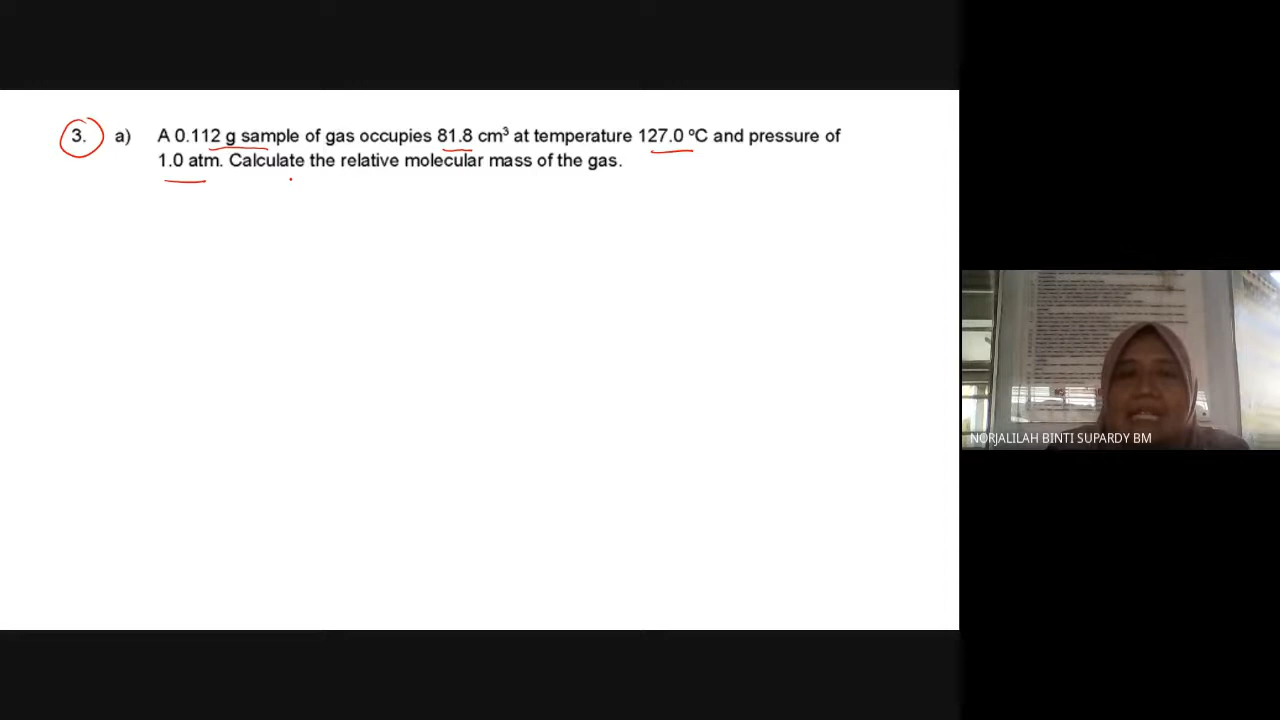 3. a) A 0.112 g sample of gas occupies 81.8 cm³ at temperature 127.0 ºC and pressure of
1.0 atm. Calculate the relative molecular mass of the gas.
NORJALILAH BINTI SUPARDY BM